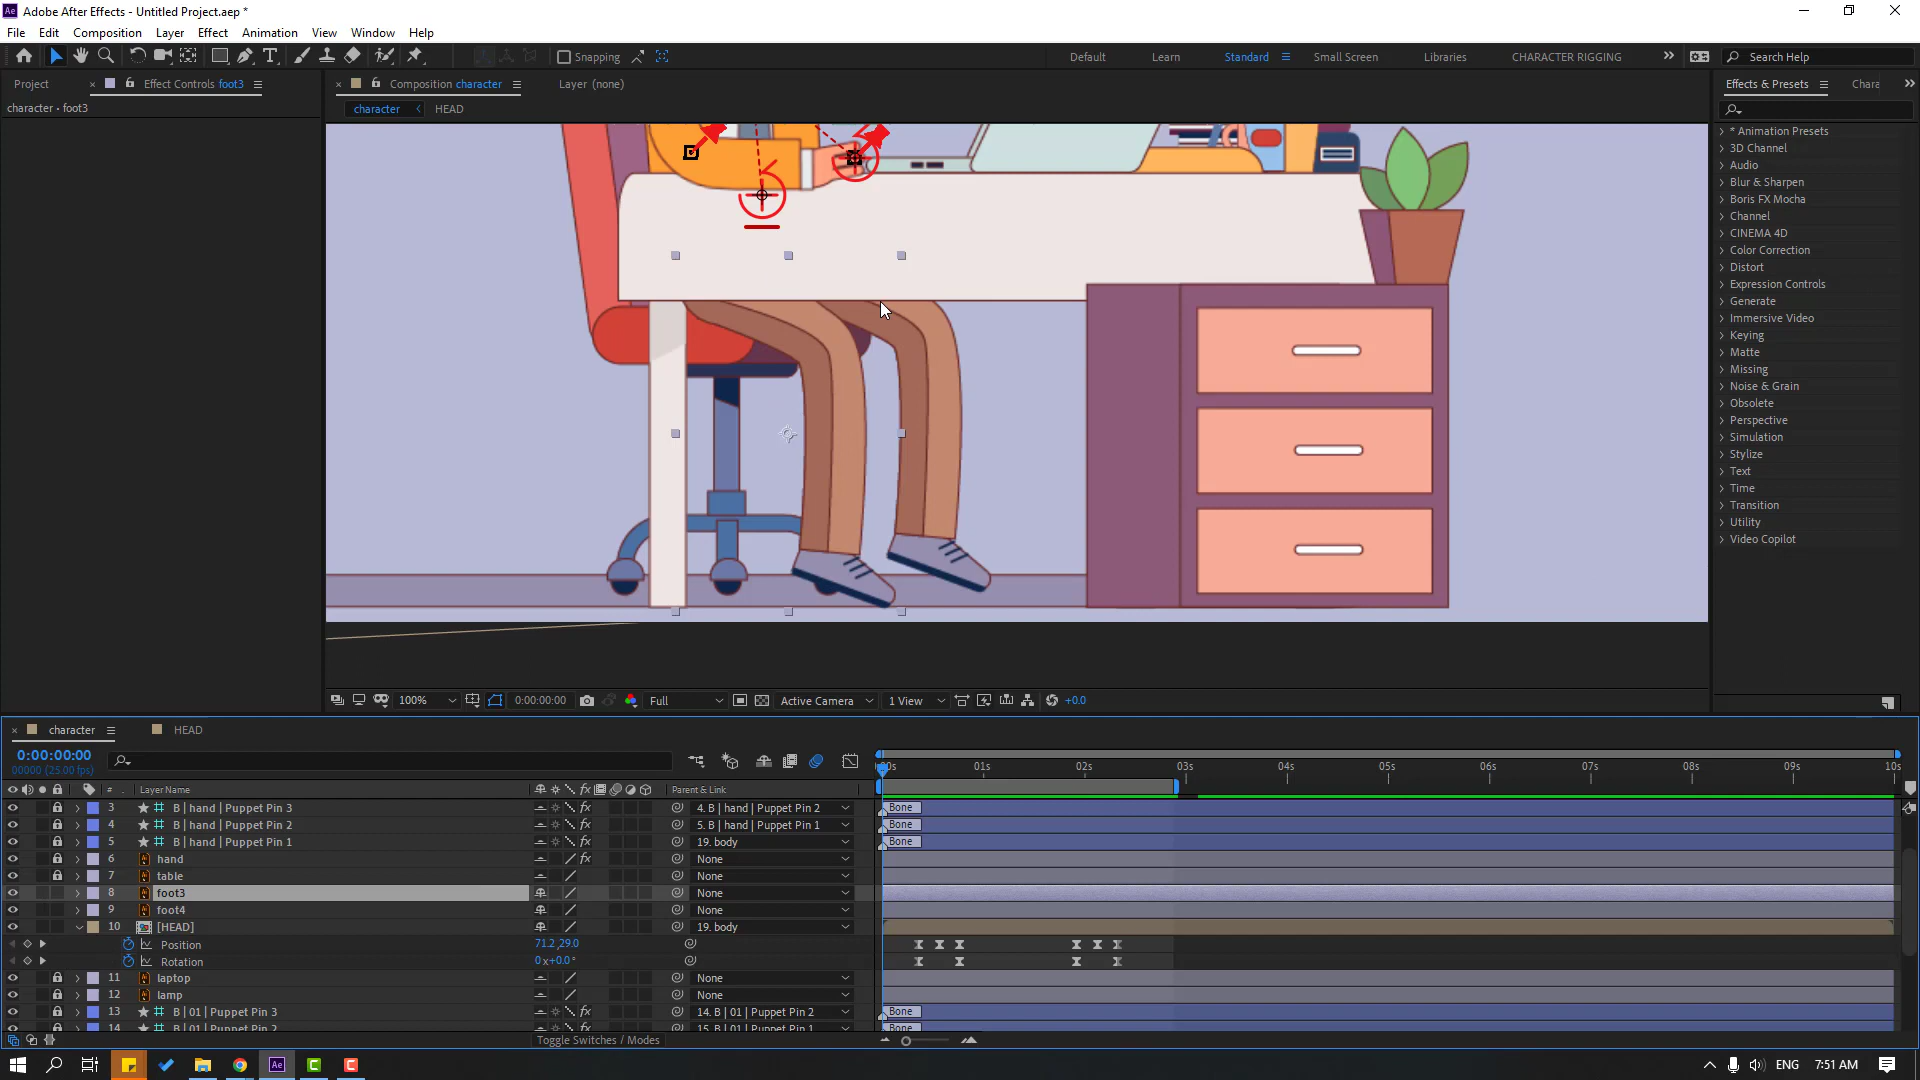 Adobe After Effects - Untitled Project.aep *
File Edit Composition Layer Effect Animation View Window Help
Snapping
Default Learn Standard Small Screen Libraries CHARACTER RIGGING
Search Help
Project Effect Controls foot3
Composition character Layer (none)
Effects & Presets Chara
character • foot3
character HEAD
* Animation Presets
3D Channel
Audio
Blur & Sharpen
Boris FX Mocha
Channel
CINEMA 4D
Color Correction
Distort
Expression Controls
Generate
Immersive Video
Keying
Matte
Missing
Noise & Grain
Obsolete
Perspective
Simulation
Stylize
Text
Time
Transition
Utility
Video Copilot
100% 0:00:00:00 Full Active Camera 1 View +0.0
character HEAD
0:00:00:00
00000 (25.00 fps)
01s 02s 03s 04s 05s 06s 07s 08s 09s 10s
# Layer Name Parent & Link
3 B | hand | Puppet Pin 3 4. B | hand | Puppet Pin 2 Bone
4 B | hand | Puppet Pin 2 5. B | hand | Puppet Pin 1 Bone
5 B | hand | Puppet Pin 1 19. body Bone
6 hand None
7 table None
8 foot3 None
9 foot4 None
10 [HEAD] 19. body
Position 71.2,29.0
Rotation 0x+0.0°
11 laptop None
12 lamp None
13 B | 01 | Puppet Pin 3 14. B | 01 | Puppet Pin 2 Bone
14 B | 01 | Puppet Pin 2 15. B | 01 | Puppet Pin 1 Bone
Toggle Switches / Modes
ENG 7:51 AM